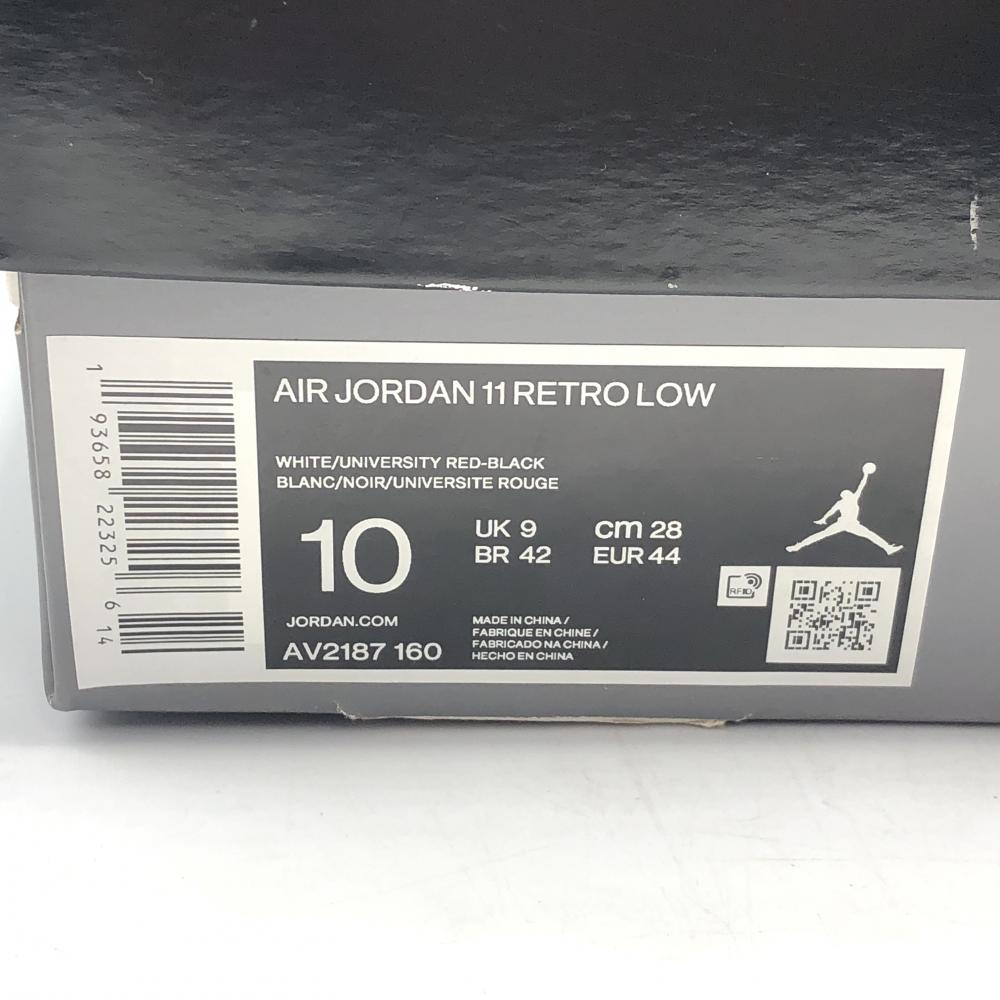 AIR JORDAN 11 RETRO LOW
WHITE/UNIVERSITY RED-BLACK
BLANC/NOIR/UNIVERSITE ROUGE
10
UK 9 cm 28
BR 42 EUR 44
RFID
JORDAN.COM
AV2187 160
MADE IN CHINA /
FABRIQUE EN CHINE /
FABRICADO NA CHINA /
HECHO EN CHINA
1 93658 22325 6 14